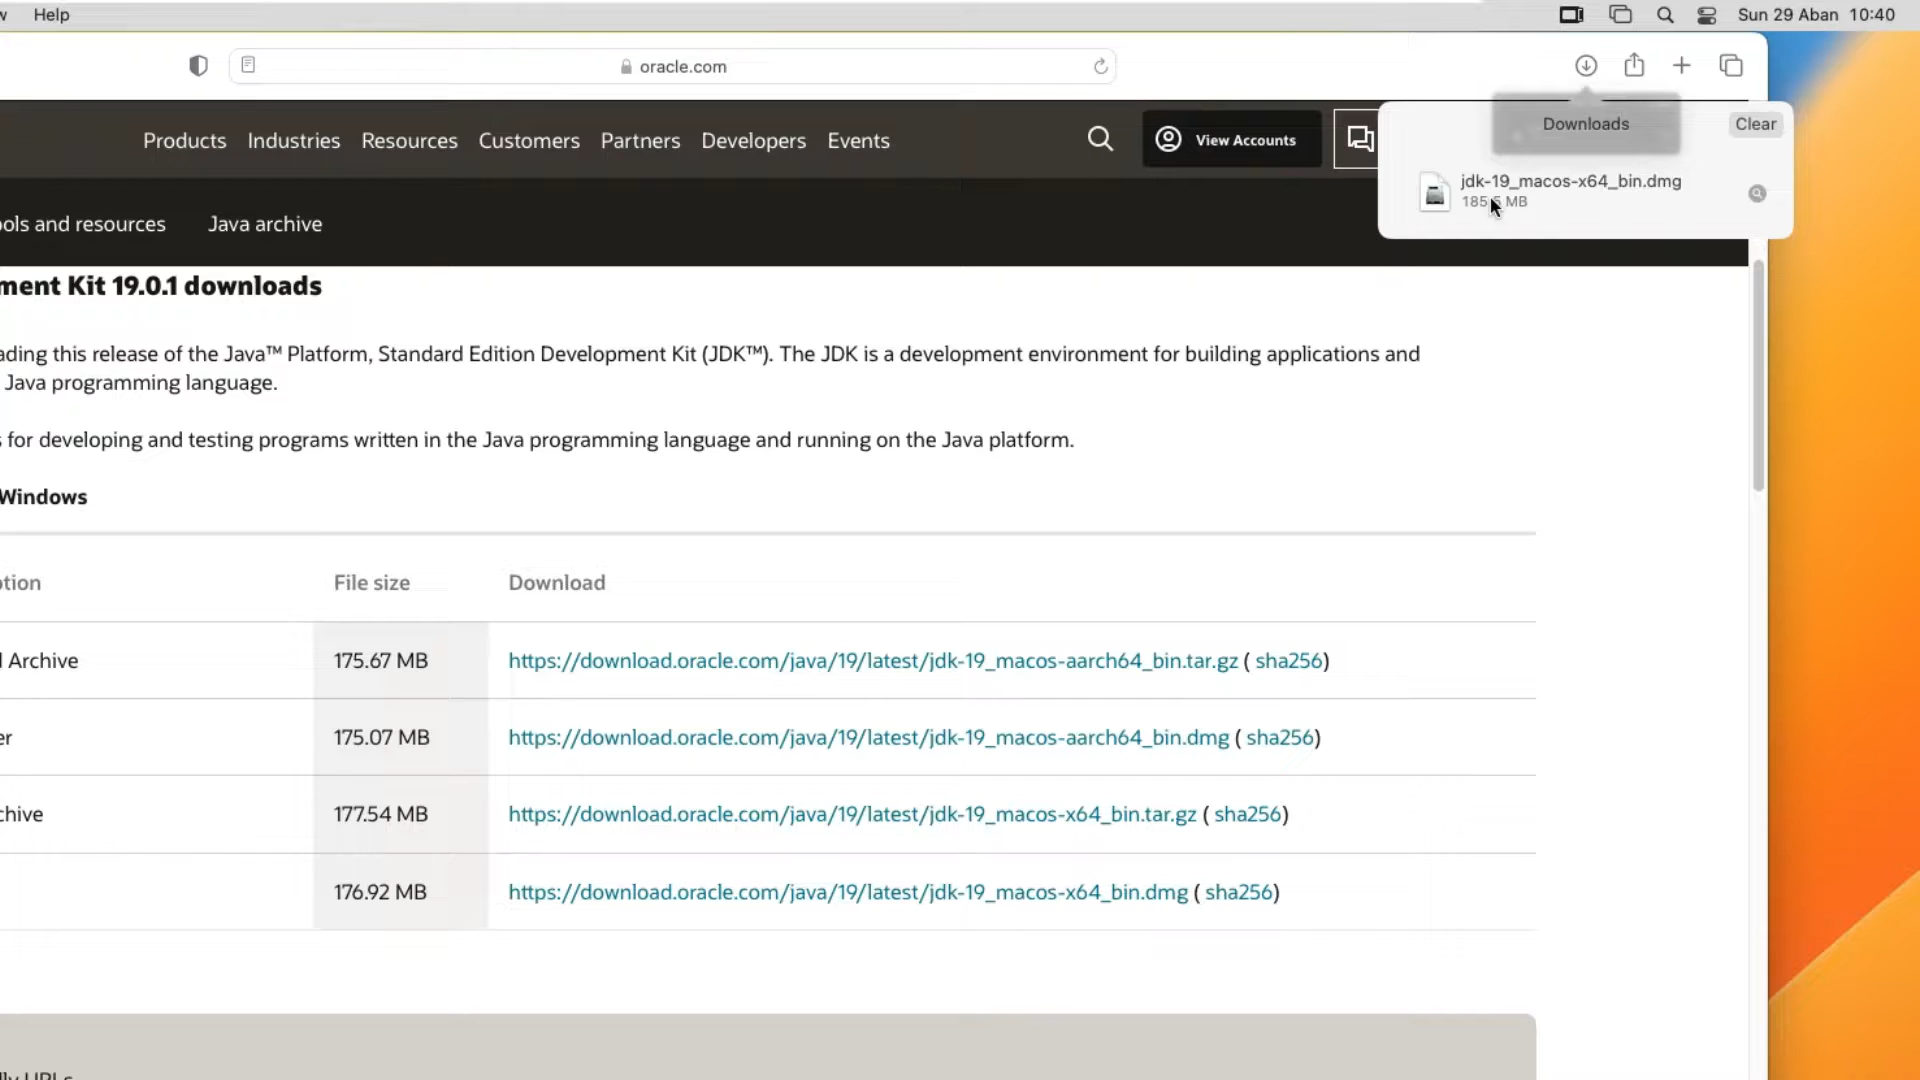 Help
Sun 29 Aban 10:40
oracle.com
Products Industries Resources Customers Partners Developers Events
View Accounts
Downloads
Clear
jdk-19_macos-x64_bin.dmg
MB
ols and resources Java archive
ment Kit 19.0.1 downloads
ading this release of the Java™ Platform, Standard Edition Development Kit (JDK™). The JDK is a development environment for building applications and
Java programming language.
s for developing and testing programs written in the Java programming language and running on the Java platform.
Windows
ption File size Download
l Archive 175.67 MB https://download.oracle.com/java/19/latest/jdk-19_macos-aarch64_bin.tar.gz ( sha256)
er 175.07 MB https://download.oracle.com/java/19/latest/jdk-19_macos-aarch64_bin.dmg ( sha256)
chive 177.54 MB https://download.oracle.com/java/19/latest/jdk-19_macos-x64_bin.tar.gz ( sha256)
176.92 MB https://download.oracle.com/java/19/latest/jdk-19_macos-x64_bin.dmg ( sha256)